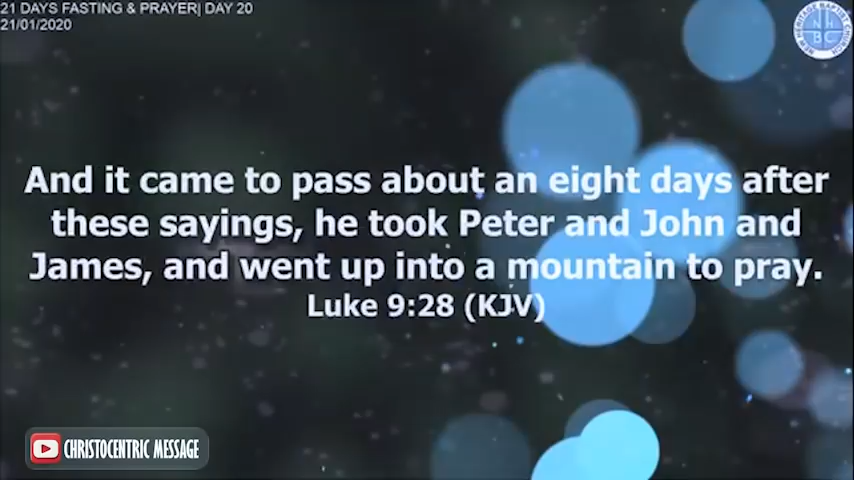 21 DAYS FASTING & PRAYER| DAY 20
21/01/2020
NHBC
And it came to pass about an eight days after
these sayings, he took Peter and John and
James, and went up into a mountain to pray.
Luke 9:28 (KJV)
CHRISTOCENTRIC MESSAGE